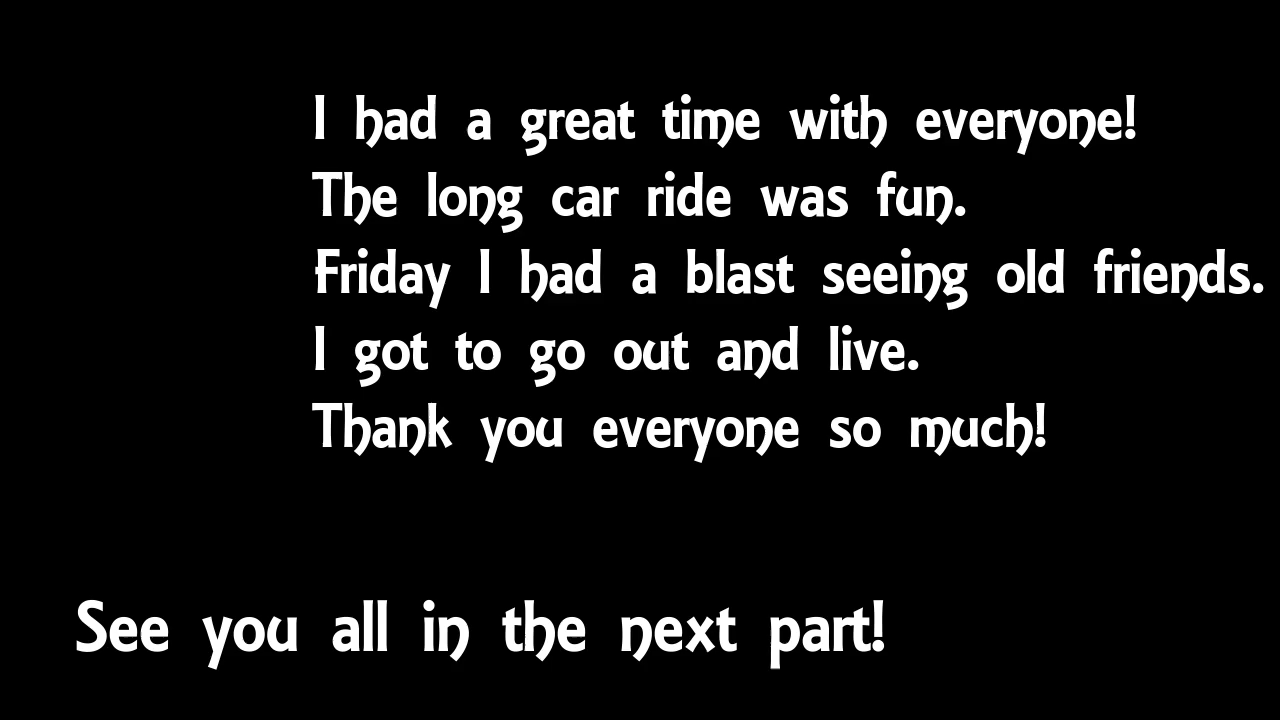 I had a great time with everyone!
The long car ride was fun.
Friday I had a blast seeing old friends.
I got to go out and live.
Thank you everyone so much!
See you all in the next part!